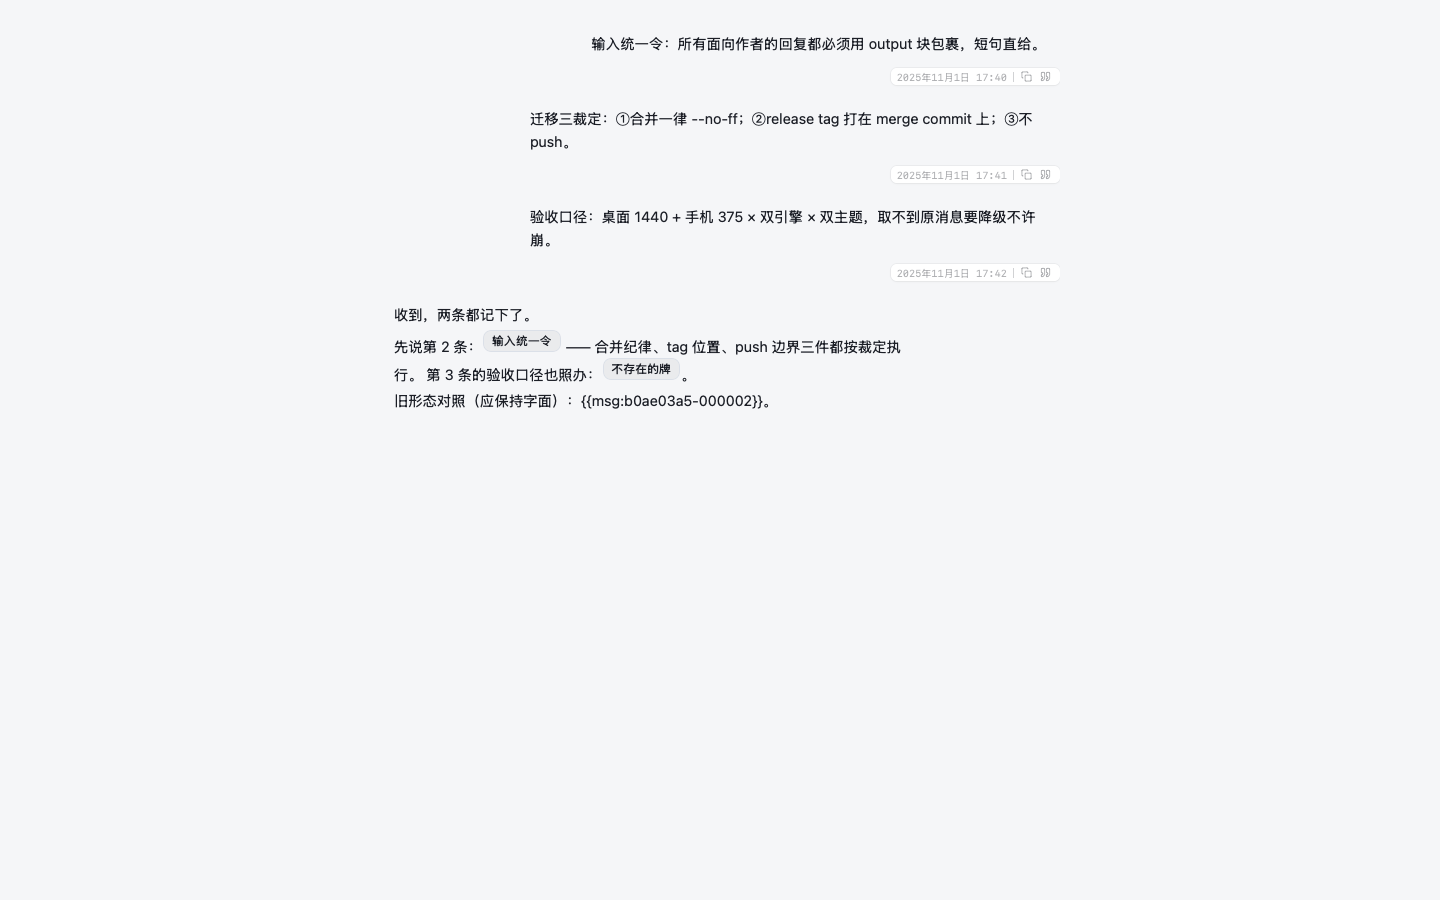 输入统一令：所有面向作者的回复都必须用 output 块包裹，短句直给。
2025年11月1日 17:40
迁移三裁定：①合并一律 --no-ff；②release tag 打在 merge commit 上；③不
push。
2025年11月1日 17:41
验收口径：桌面 1440 + 手机 375 × 双引擎 × 双主题，取不到原消息要降级不许
崩。
2025年11月1日 17:42
收到，两条都记下了。
先说第 2 条： 输入统一令 —— 合并纪律、tag 位置、push 边界三件都按裁定执
行。 第 3 条的验收口径也照办： 不存在的牌 。
旧形态对照（应保持字面）：{{msg:b0ae03a5-000002}}。